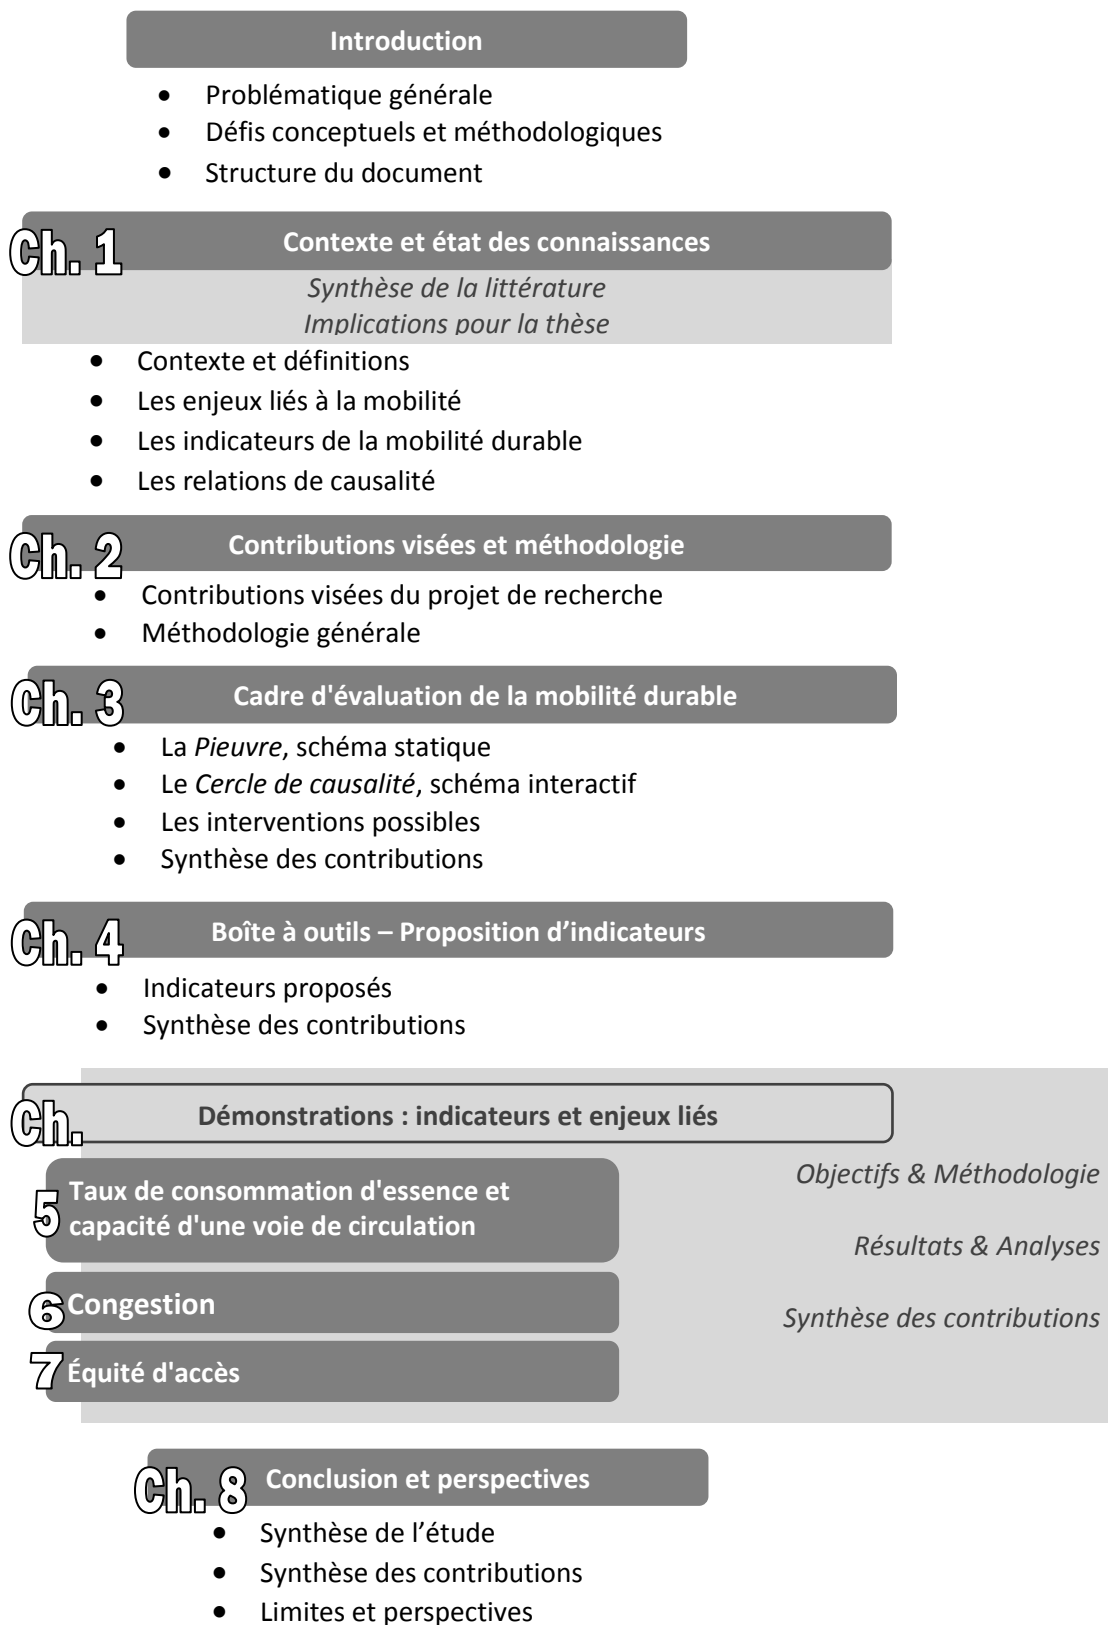 Introduction
• Problématique générale
• Défis conceptuels et méthodologiques
• Structure du document
Ch. 1 Contexte et état des connaissances
Synthèse de la littérature
Implications pour la thèse
• Contexte et définitions
• Les enjeux liés à la mobilité
• Les indicateurs de la mobilité durable
• Les relations de causalité
Ch. 2 Contributions visées et méthodologie
• Contributions visées du projet de recherche
• Méthodologie générale
Ch. 3 Cadre d'évaluation de la mobilité durable
• La Pieuvre, schéma statique
• Le Cercle de causalité, schéma interactif
• Les interventions possibles
• Synthèse des contributions
Ch. 4 Boîte à outils – Proposition d’indicateurs
• Indicateurs proposés
• Synthèse des contributions
Ch. Démonstrations : indicateurs et enjeux liés
5 Taux de consommation d'essence et
capacité d'une voie de circulation
6 Congestion
7 Équité d'accès
Objectifs & Méthodologie
Résultats & Analyses
Synthèse des contributions
Ch. 8 Conclusion et perspectives
• Synthèse de l’étude
• Synthèse des contributions
• Limites et perspectives